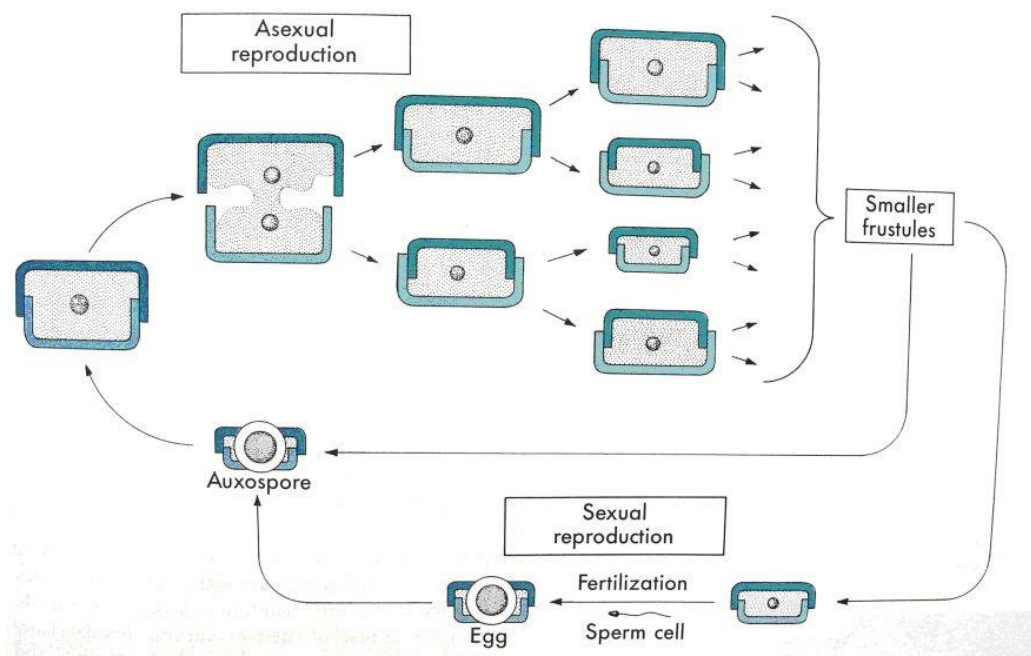 Asexual
reproduction
Smaller
frustules
Auxospore
Sexual
reproduction
Fertilization
Sperm cell
Egg